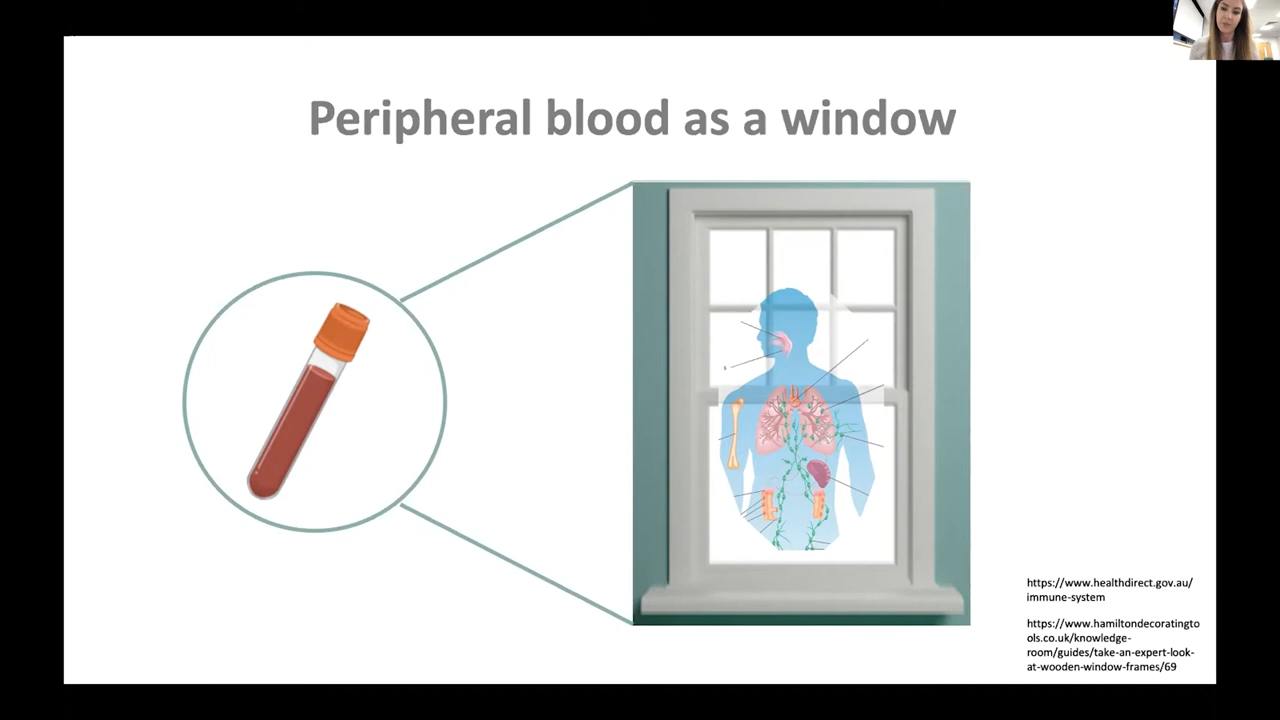 Peripheral blood as a window
https://www.healthdirect.gov.au/
immune-system
https://www.hamiltondecoratingto
ols.co.uk/knowledge-
room/guides/take-an-expert-look-
at-wooden-window-frames/69